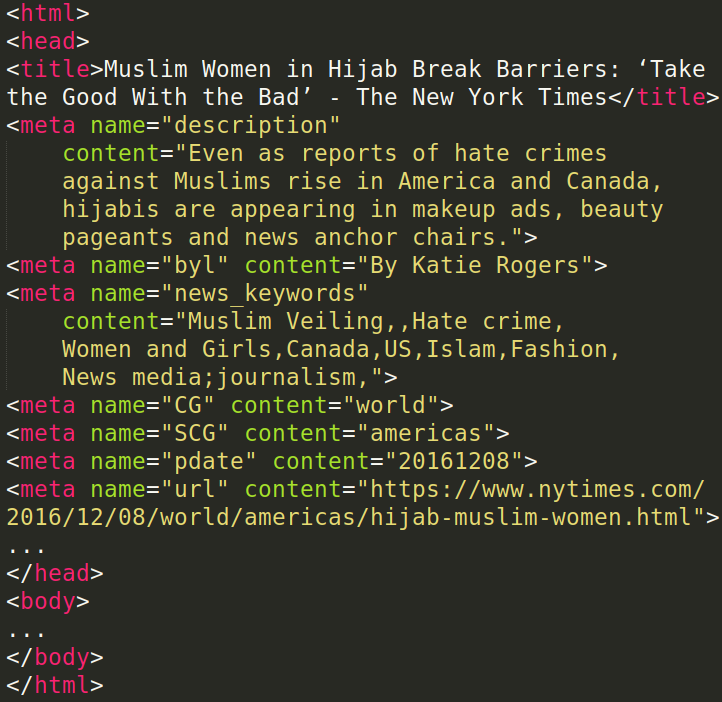 <html>
<head>
<title>Muslim Women in Hijab Break Barriers: ‘Take
the Good With the Bad’ - The New York Times</title>
<meta name="description"
content="Even as reports of hate crimes
against Muslims rise in America and Canada,
hijabis are appearing in makeup ads, beauty
pageants and news anchor chairs.">
<meta name="byl" content="By Katie Rogers">
<meta name="news_keywords"
content="Muslim Veiling,,Hate crime,
Women and Girls,Canada,US,Islam,Fashion,
News media;journalism,">
<meta name="CG" content="world">
<meta name="SCG" content="americas">
<meta name="pdate" content="20161208">
<meta name="url" content="https://www.nytimes.com/
2016/12/08/world/americas/hijab-muslim-women.html">
...
</head>
<body>
...
</body>
</html>